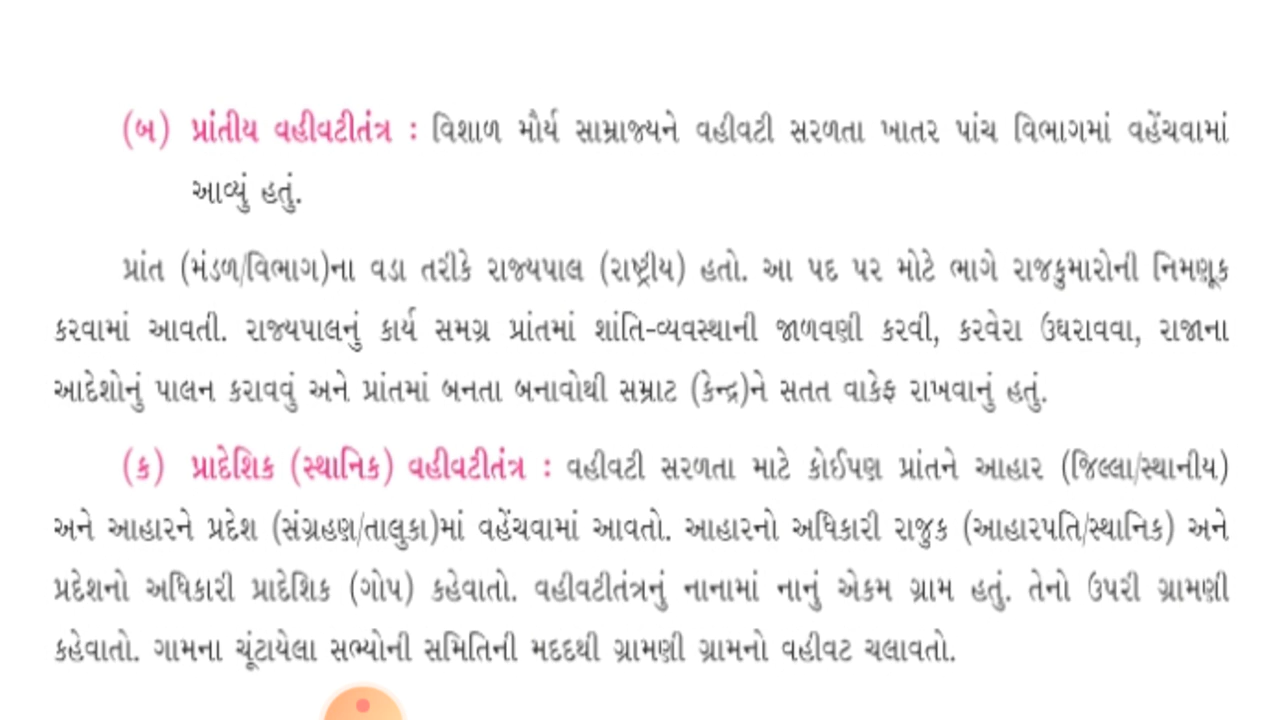 (બ) પ્રાંતીય વહીવટીતંત્ર : વિશાળ મૌર્ય સામ્રાજ્યને વહીવટી સરળતા ખાતર પાંચ વિભાગમાં વહેંચવામાં
આવ્યું હતું.
પ્રાંત (મંડળ/વિભાગ)ના વડા તરીકે રાજ્યપાલ (રાષ્ટ્રીય) હતો. આ પદ પર મોટે ભાગે રાજકુમારોની નિમણૂક
કરવામાં આવતી. રાજ્યપાલનું કાર્ય સમગ્ર પ્રાંતમાં શાંતિ-વ્યવસ્થાની જાળવણી કરવી, કરવેરા ઉઘરાવવા, રાજાના
આદેશોનું પાલન કરાવવું અને પ્રાંતમાં બનતા બનાવોથી સમ્રાટ (કેન્દ્ર)ને સતત વાકેફ રાખવાનું હતું.
(ક) પ્રાદેશિક (સ્થાનિક) વહીવટીતંત્ર : વહીવટી સરળતા માટે કોઈપણ પ્રાંતને આહાર (જિલ્લા/સ્થાનીય)
અને આહારને પ્રદેશ (સંગ્રહણ/તાલુકા)માં વહેંચવામાં આવતો. આહારનો અધિકારી રાજુક (આહારપતિ/સ્થાનિક) અને
પ્રદેશનો અધિકારી પ્રાદેશિક (ગોપ) કહેવાતો. વહીવટીતંત્રનું નાનામાં નાનું એકમ ગ્રામ હતું. તેનો ઉપરી ગ્રામણી
કહેવાતો. ગામના ચૂંટાયેલા સભ્યોની સમિતિની મદદથી ગ્રામણી ગ્રામનો વહીવટ ચલાવતો.